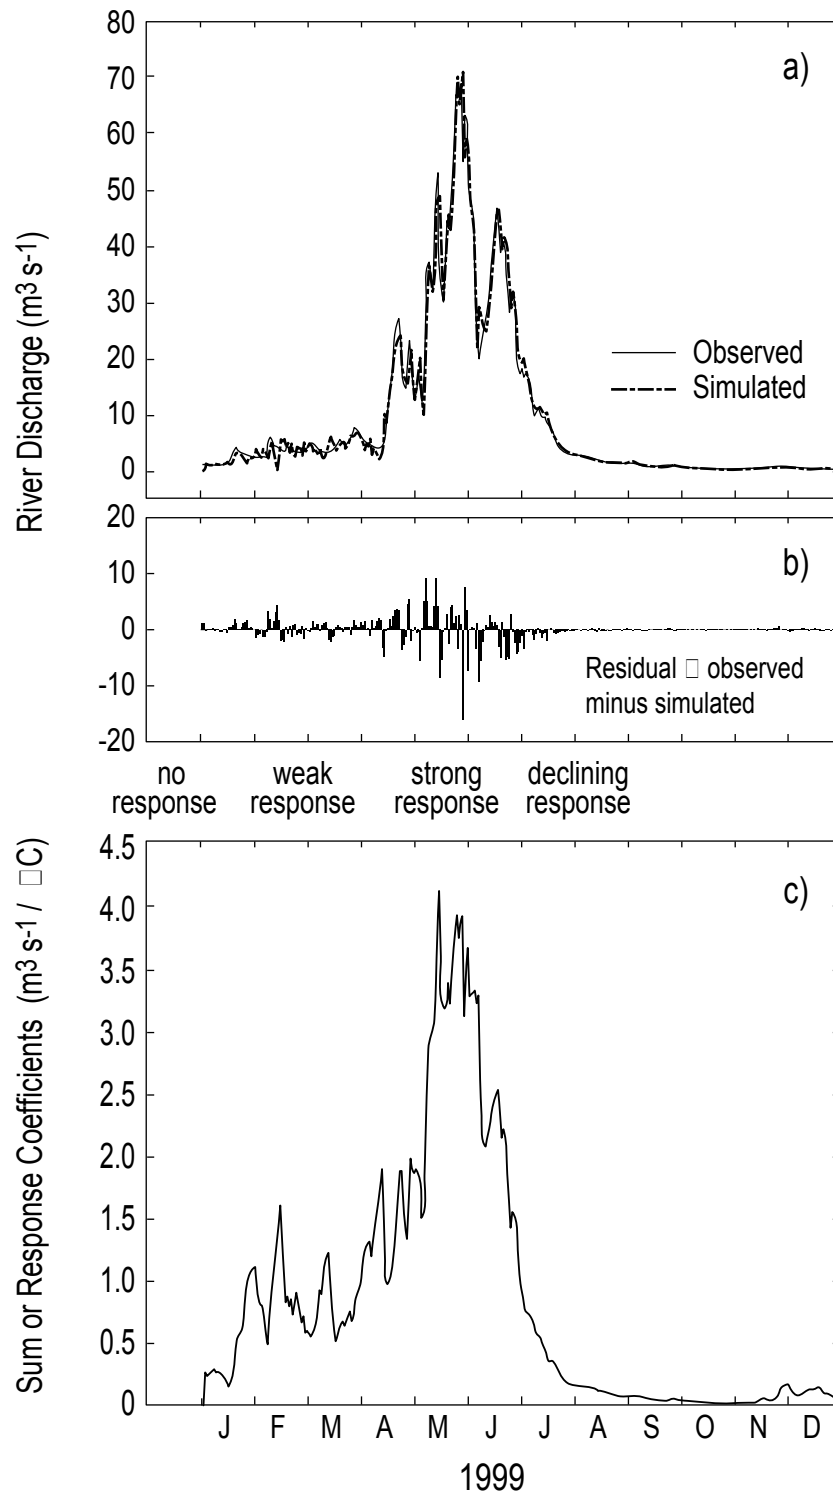 80
a)
70
60
50
40
30
20
10
0
River Discharge (m3 s-1)
Observed
Simulated
20
b)
10
0
-10
-20
Residual □ observed
minus simulated
no
response
weak
response
strong
response
declining
response
4.5
c)
4.0
3.5
3.0
2.5
2.0
1.5
1.0
0.5
0
Sum or Response Coefficients (m3 s-1 / □C)
J F M A M J J A S O N D
1999